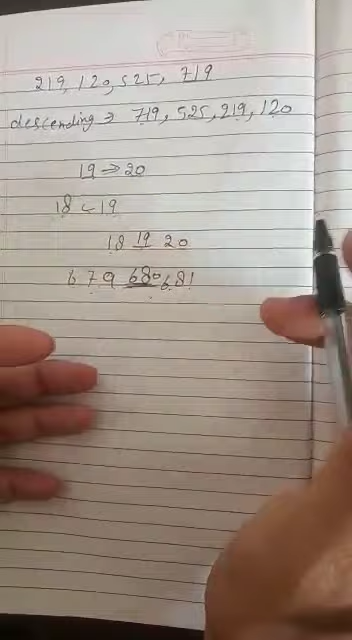 219, 120, 525, 719
descending ⇒ 719, 525, 219, 120
19 ⇒ 20
18 ← 19
18 19 20
679 680 681